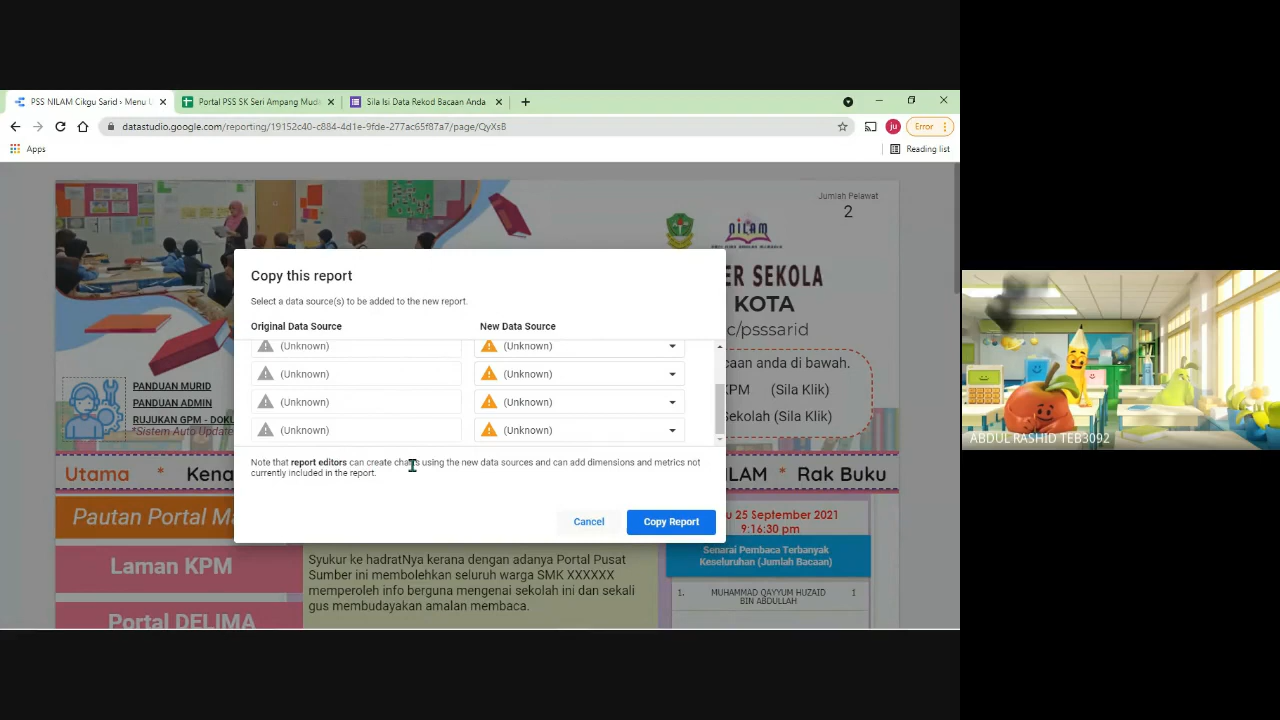 PSS NILAM Cikgu Sarid › Menu U
Portal PSS SK Seri Ampang Muda
Sila Isi Data Rekod Bacaan Anda
datastudio.google.com/reporting/19152c40-c884-4d1e-9fde-277ac65f87a7/page/QyXsB
ju
Error
Apps
Reading list
Jumlah Pelawat
2
nilam
ER SEKOLA
KOTA
c/psssarid
caan anda di bawah.
KPM (Sila Klik)
Sekolah (Sila Klik)
PANDUAN MURID
PANDUAN ADMIN
RUJUKAN GPM - DOKU
*Sistem Auto Update
Copy this report
Select a data source(s) to be added to the new report.
Original Data Source
New Data Source
(Unknown)
(Unknown)
(Unknown)
(Unknown)
(Unknown)
(Unknown)
(Unknown)
(Unknown)
Note that report editors can create charts using the new data sources and can add dimensions and metrics not
currently included in the report.
Cancel
Copy Report
Utama * Kena
ILAM * Rak Buku
Pautan Portal Ma
Laman KPM
Portal DELIMA
Syukur ke hadratNya kerana dengan adanya Portal Pusat
Sumber ini membolehkan seluruh warga SMK XXXXXX
memperoleh info berguna mengenai sekolah ini dan sekali
gus membudayakan amalan membaca.
u 25 September 2021
9:16:30 pm
Senarai Pembaca Terbanyak
Keseluruhan (Jumlah Bacaan)
1. MUHAMMAD QAYYUM HUZAID 1
BIN ABDULLAH
ABDUL RASHID TEB3092